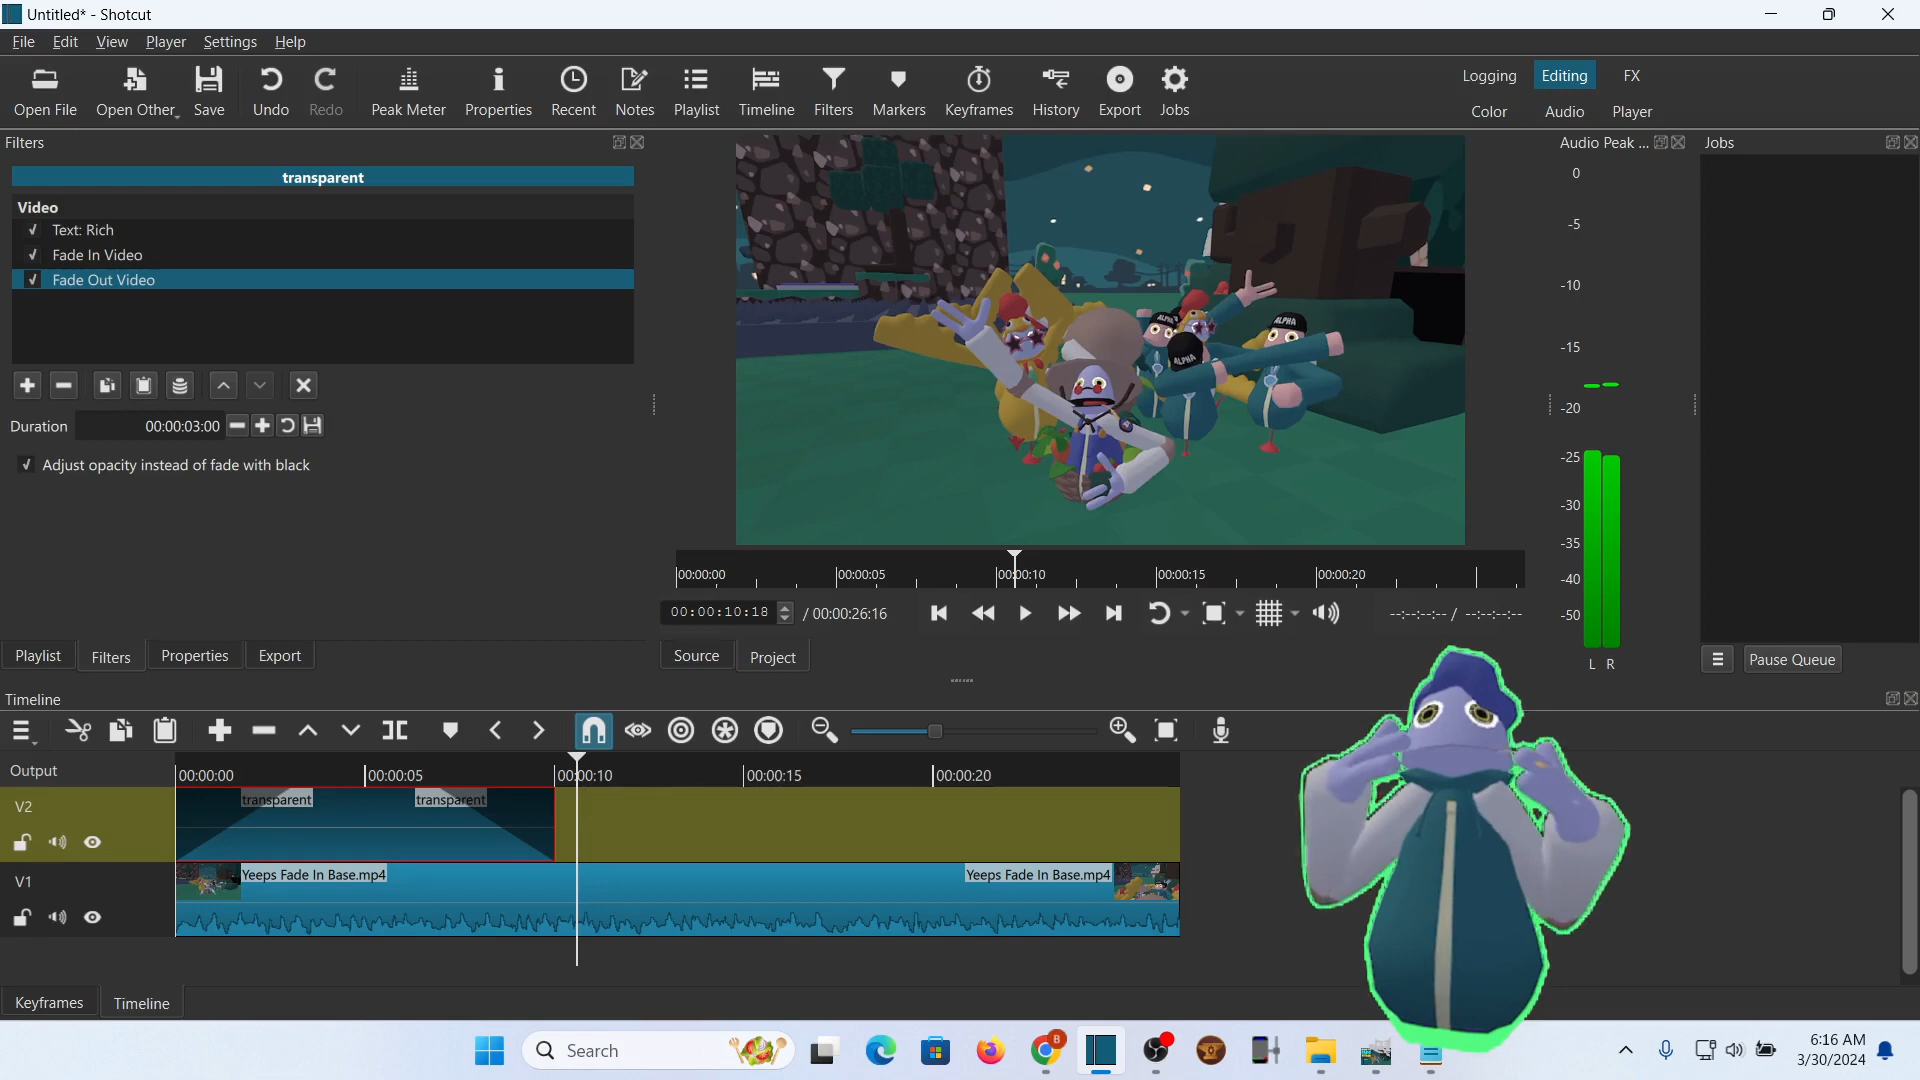 Untitled* - Shotcut
File Edit View Player Settings Help
Open File Open Other Save Undo Redo Peak Meter Properties Recent Notes Playlist Timeline Filters Markers Keyframes History Export Jobs
Logging Editing FX
Color Audio Player
Filters
Audio Peak ...
Jobs
transparent
Video
Text: Rich
Fade In Video
Fade Out Video
Duration 00:00:03:00
Adjust opacity instead of fade with black
ALPHA
ALPHA
ALPHA
0
-5
-10
-15
-20
-25
-30
-35
-40
-50
L R
00:00:00 00:00:05 00:00:10 00:00:15 00:00:20
00:00:10:18 / 00:00:26:16
--:--:--:-- / --:--:--:--
Playlist Filters Properties Export
Source Project
Pause Queue
Timeline
Output
00:00:00 00:00:05 00:00:10 00:00:15 00:00:20
V2
transparent transparent
V1
Yeeps Fade In Base.mp4 Yeeps Fade In Base.mp4
Keyframes Timeline
Search
B
6:16 AM
3/30/2024